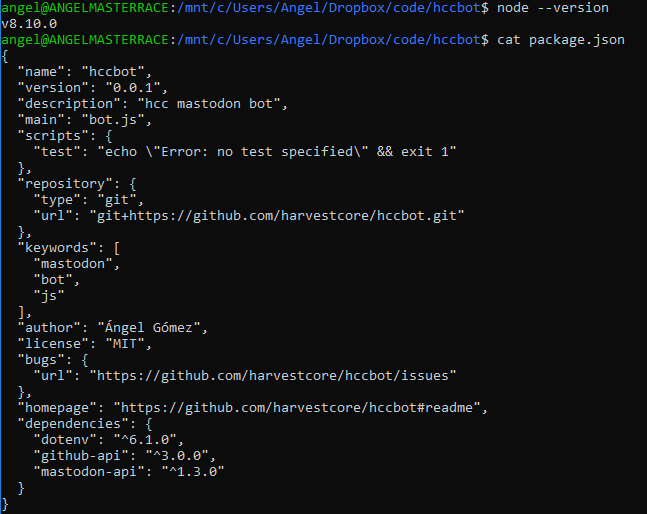 angel@ANGELMASTERRACE:/mnt/c/Users/Angel/Dropbox/code/hccbot$ node --version
v8.10.0
angel@ANGELMASTERRACE:/mnt/c/Users/Angel/Dropbox/code/hccbot$ cat package.json
{
  "name": "hccbot",
  "version": "0.0.1",
  "description": "hcc mastodon bot",
  "main": "bot.js",
  "scripts": {
    "test": "echo \"Error: no test specified\" && exit 1"
  },
  "repository": {
    "type": "git",
    "url": "git+https://github.com/harvestcore/hccbot.git"
  },
  "keywords": [
    "mastodon",
    "bot",
    "js"
  ],
  "author": "Ángel Gómez",
  "license": "MIT",
  "bugs": {
    "url": "https://github.com/harvestcore/hccbot/issues"
  },
  "homepage": "https://github.com/harvestcore/hccbot#readme",
  "dependencies": {
    "dotenv": "^6.1.0",
    "github-api": "^3.0.0",
    "mastodon-api": "^1.3.0"
  }
}